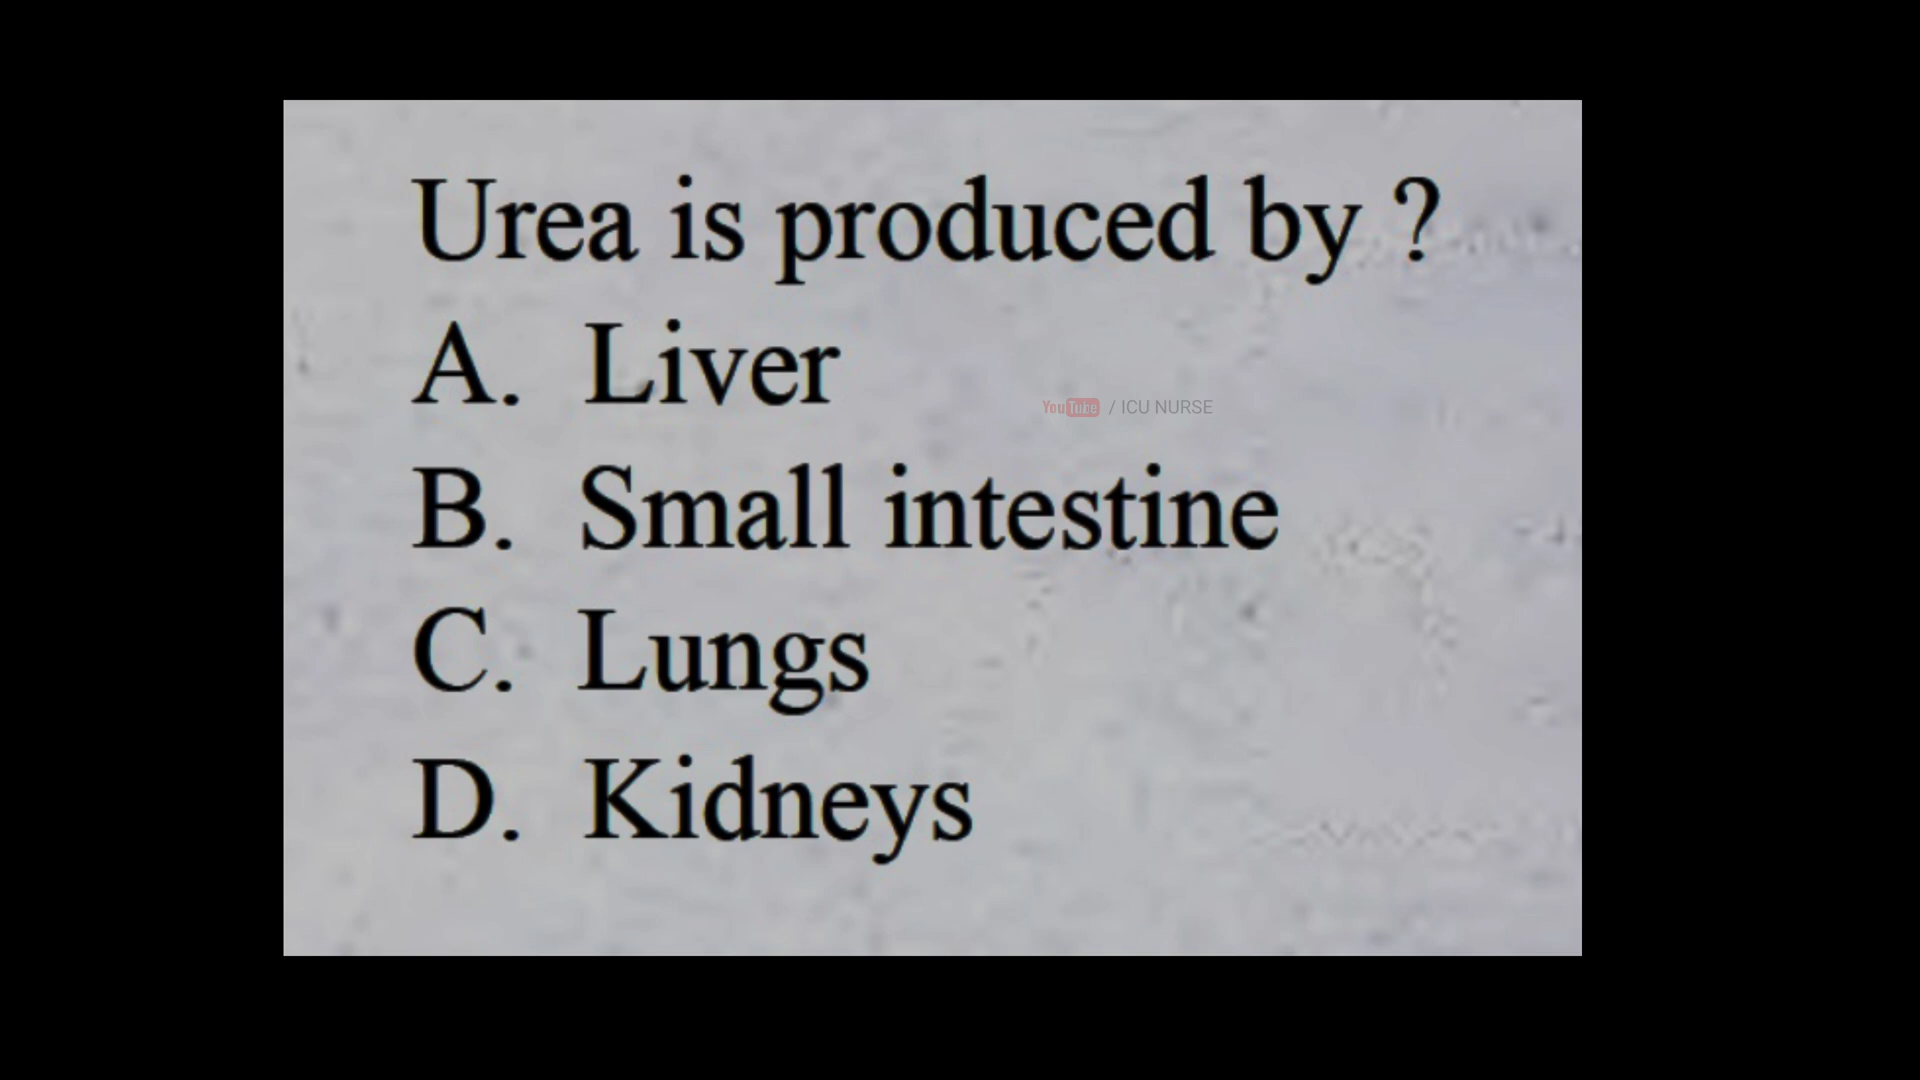 Urea is produced by ?
A. Liver
YouTube / ICU NURSE
B. Small intestine
C. Lungs
D. Kidneys